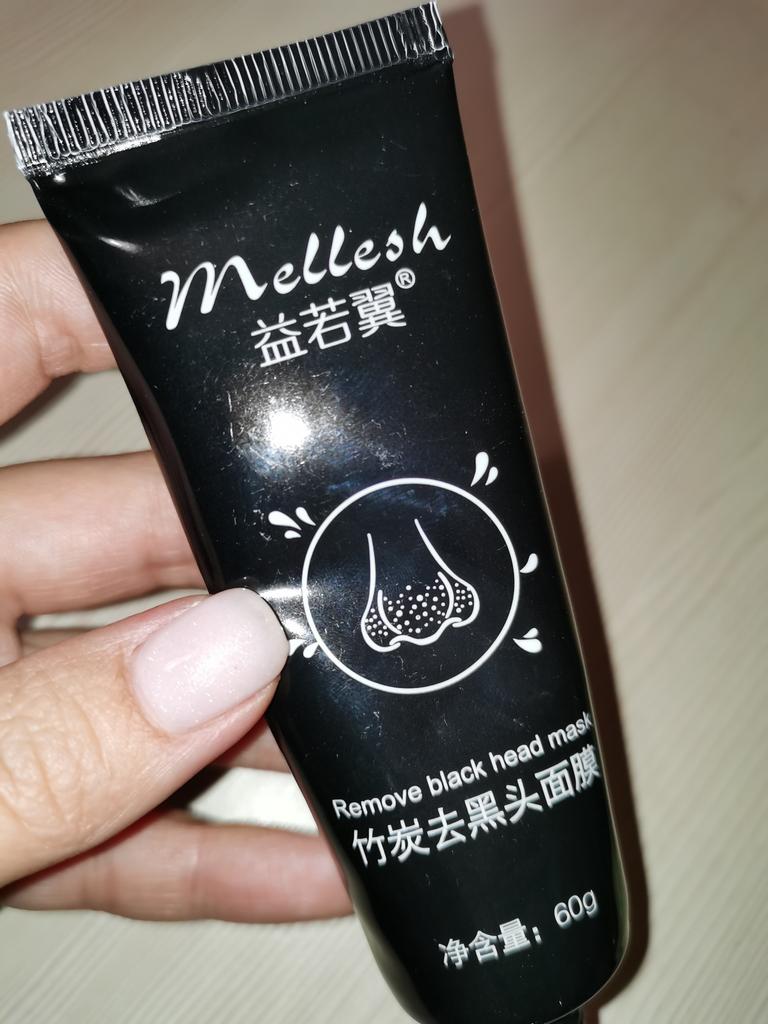 Mellesh
益若翼®
Remove black head mask
竹炭去黑头面膜
净含量：60g